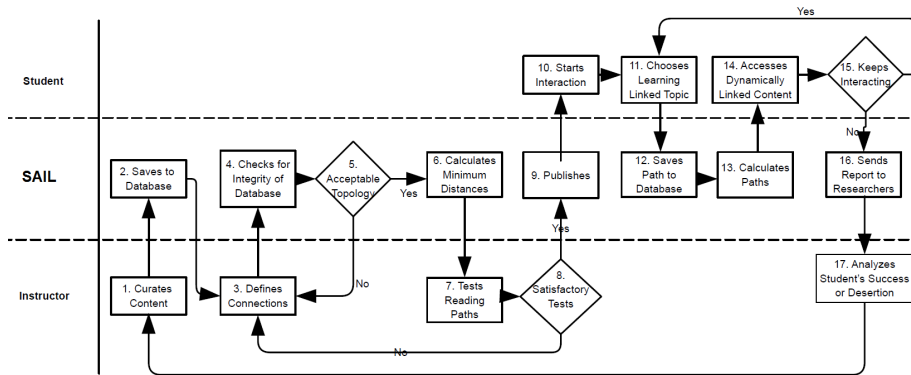 Yes
Student
10. Starts
Interaction
11. Chooses
Learning
Linked Topic
14. Accesses
Dynamically
Linked Content
15. Keeps
Interacting
No
SAIL
2. Saves to
Database
4. Checks for
Integrity of
Database
5.
Acceptable
Topology
Yes
6. Calculates
Minimum
Distances
9. Publishes
12. Saves
Path to
Database
13. Calculates
Paths
16. Sends
Report to
Researchers
Yes
No
Instructor
1. Curates
Content
3. Defines
Connections
7. Tests
Reading
Paths
8.
Satisfactory
Tests
17. Analyzes
Student's Success
or Desertion
No